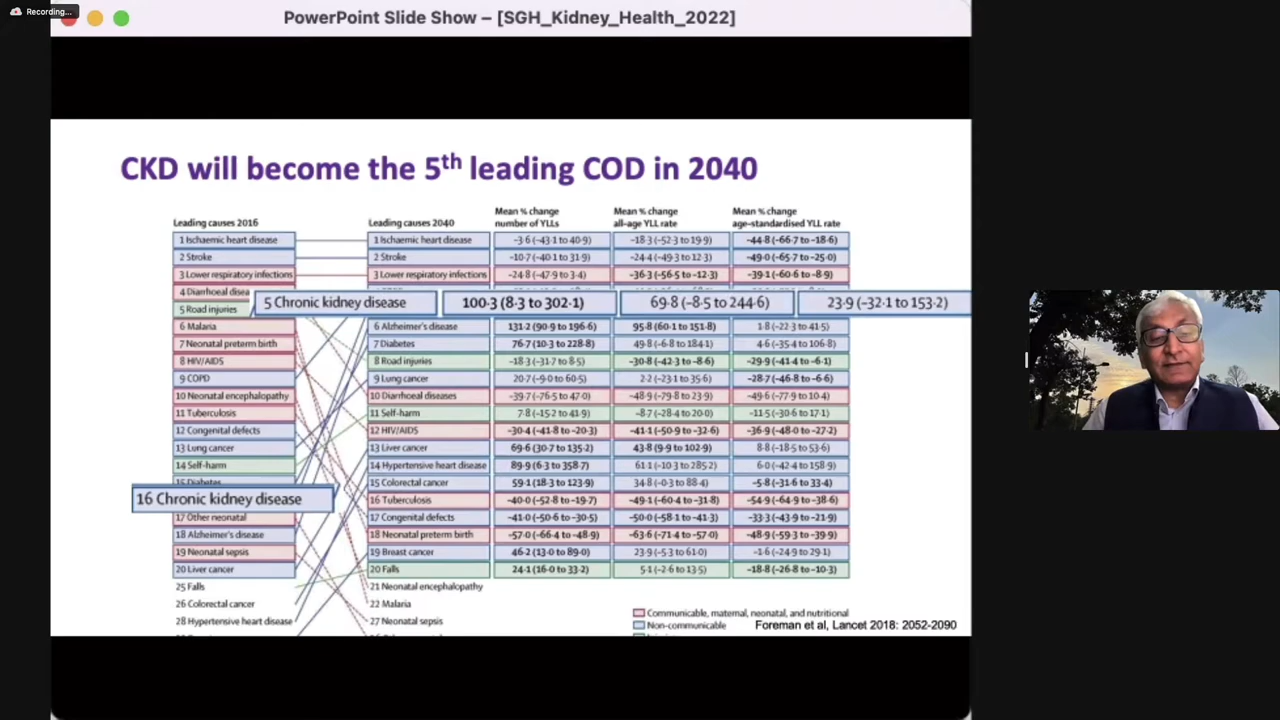 Recording...
PowerPoint Slide Show – [SGH_Kidney_Health_2022]
CKD will become the 5th leading COD in 2040
Leading causes 2016 Leading causes 2040 Mean % change number of YLLs Mean % change all-age YLL rate Mean % change age-standardised YLL rate
1 Ischaemic heart disease 1 Ischaemic heart disease -3·6 (-43·1 to 40·9) -18·3 (-52·3 to 19·9) -44·8 (-66·7 to -18·6)
2 Stroke 2 Stroke -10·7 (-40·1 to 31·9) -24·4 (-49·3 to 12·3) -49·0 (-65·7 to -25·0)
3 Lower respiratory infections 3 Lower respiratory infections -24·8 (-47·9 to 3·4) -36·3 (-56·5 to -12·3) -39·1 (-60·6 to -8·9)
4 Diarrhoeal disea
5 Road injuries 5 Chronic kidney disease 100·3 (8·3 to 302·1) 69·8 (-8·5 to 244·6) 23·9 (-32·1 to 153·2)
6 Malaria 6 Alzheimer's disease 131·2 (90·9 to 196·6) 95·8 (60·1 to 151·8) 1·8 (-22·3 to 41·5)
7 Neonatal preterm birth 7 Diabetes 76·7 (10·3 to 228·8) 49·8 (-6·8 to 184·1) 4·6 (-35·4 to 106·8)
8 HIV/AIDS 8 Road injuries -18·3 (-31·7 to 8·5) -30·8 (-42·3 to -8·6) -29·9 (-41·4 to -6·1)
9 COPD 9 Lung cancer 20·7 (-9·0 to 60·5) 2·2 (-23·1 to 35·6) -28·7 (-46·8 to -6·6)
10 Neonatal encephalopathy 10 Diarrhoeal diseases -39·7 (-76·5 to 47·0) -48·9 (-79·8 to 23·9) -49·6 (-77·9 to 10·4)
11 Tuberculosis 11 Self-harm 7·8 (-15·2 to 41·9) -8·7 (-28·4 to 20·0) -11·5 (-30·6 to 17·1)
12 Congenital defects 12 HIV/AIDS -30·4 (-41·8 to -20·3) -41·1 (-50·9 to -32·6) -36·9 (-48·0 to -27·2)
13 Lung cancer 13 Liver cancer 69·6 (30·7 to 135·2) 43·8 (9·9 to 102·9) 8·8 (-18·5 to 53·6)
14 Self-harm 14 Hypertensive heart disease 89·9 (6·3 to 358·7) 61·1 (-10·3 to 285·2) 6·0 (-42·4 to 158·9)
15 Diabetes 15 Colorectal cancer 59·1 (18·3 to 123·9) 34·8 (-0·3 to 88·4) -5·8 (-31·6 to 33·4)
16 Chronic kidney disease 16 Tuberculosis -40·0 (-52·8 to -19·7) -49·1 (-60·4 to -31·8) -54·9 (-64·9 to -38·6)
17 Other neonatal 17 Congenital defects -41·0 (-50·6 to -30·5) -50·0 (-58·1 to -41·3) -33·3 (-43·9 to -21·9)
18 Alzheimer's disease 18 Neonatal preterm birth -57·0 (-66·4 to -48·9) -63·6 (-71·4 to -57·0) -48·9 (-59·3 to -39·9)
19 Neonatal sepsis 19 Breast cancer 46·2 (13·0 to 89·0) 23·9 (-5·3 to 61·0) -1·6 (-24·9 to 29·1)
20 Liver cancer 20 Falls 24·1 (16·0 to 33·2) 5·1 (-2·6 to 13·5) -18·8 (-26·8 to -10·3)
25 Falls 21 Neonatal encephalopathy
26 Colorectal cancer 22 Malaria
28 Hypertensive heart disease 27 Neonatal sepsis
Communicable, maternal, neonatal, and nutritional
Non-communicable
Foreman et al, Lancet 2018: 2052-2090